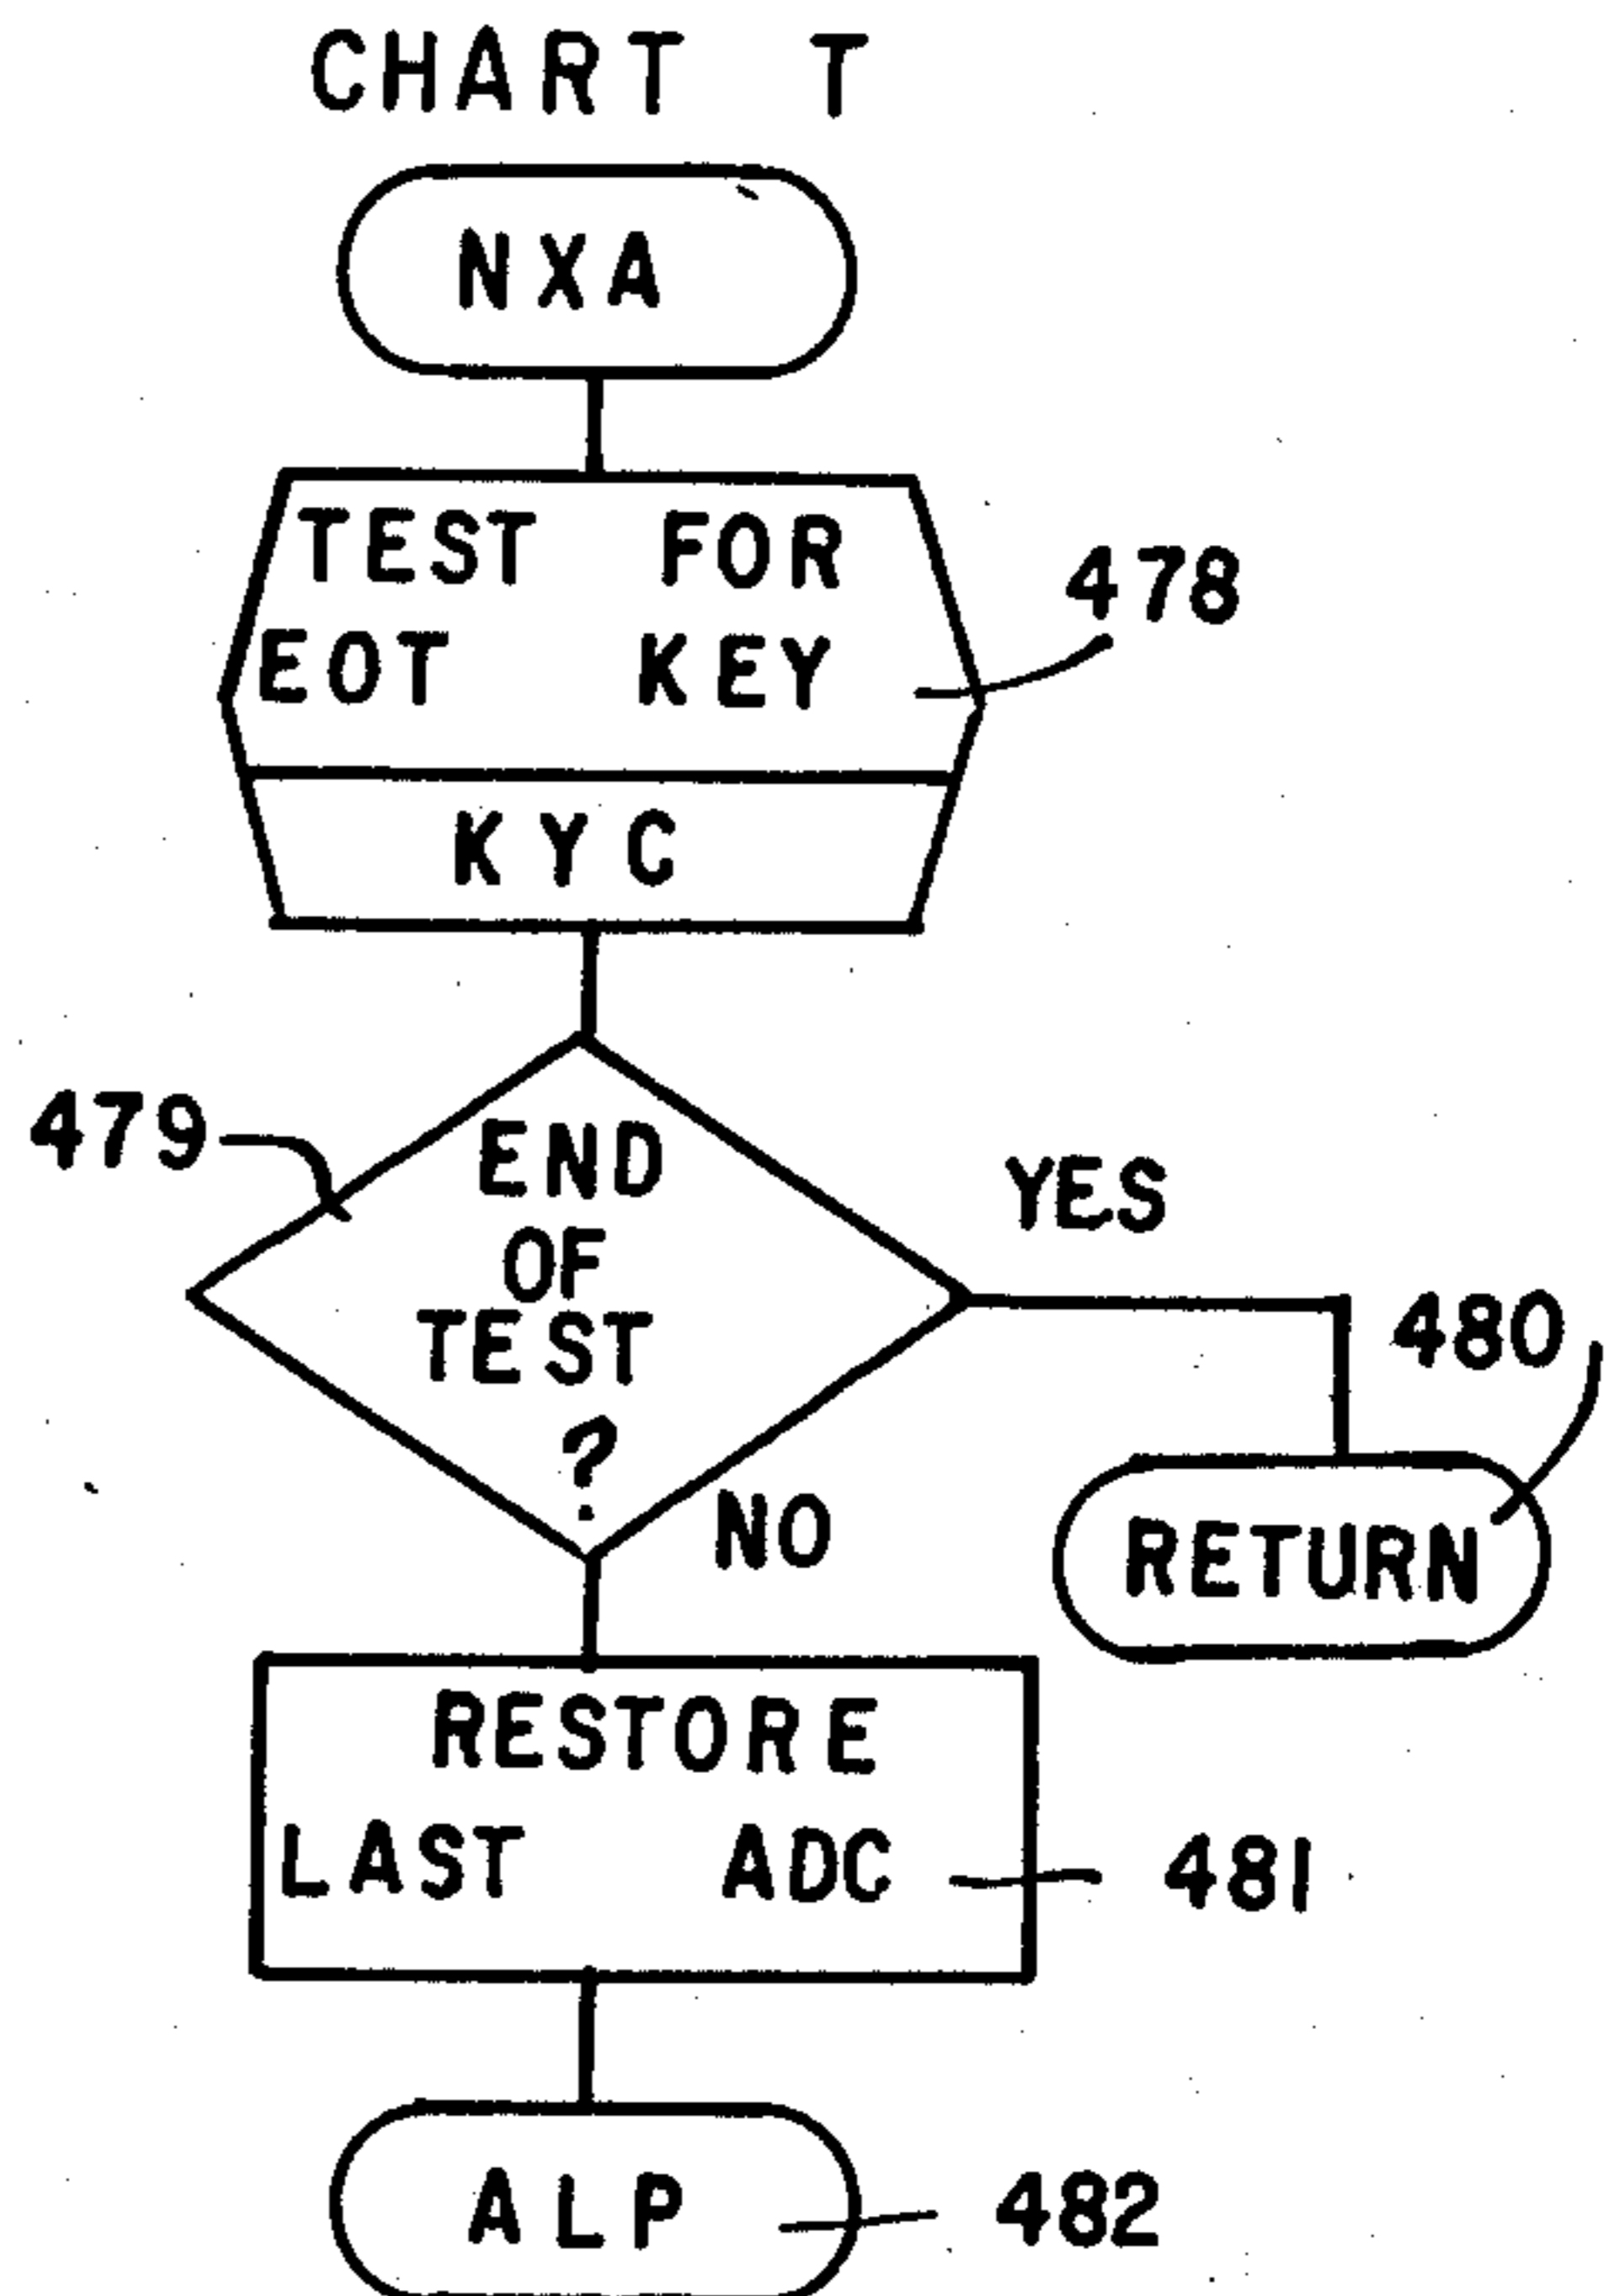 CHART T
NXA
TEST FOR
EOT KEY
478
KYC
479
END
OF
TEST
?
YES
480
NO
RETURN
RESTORE
LAST ADC
481
ALP
482